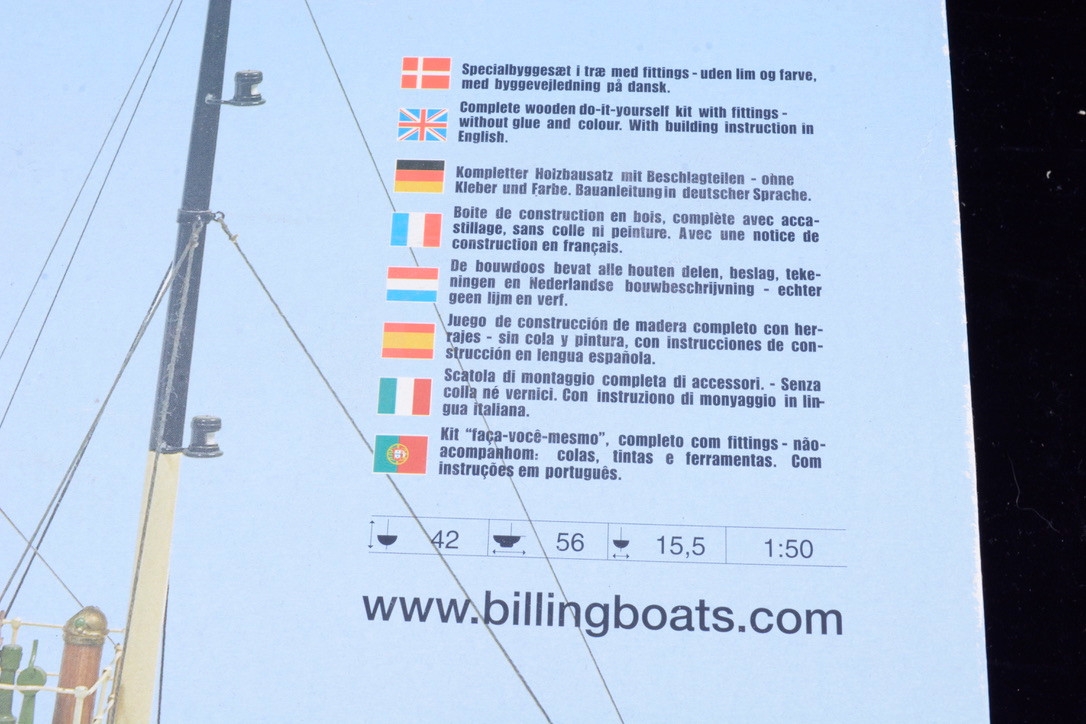 Specialbyggesæt i træ med fittings - uden lim og farve,
med byggevejledning på dansk.
Complete wooden do-it-yourself kit with fittings -
without glue and colour. With building instruction in
English.
Kompletter Holzbausatz mit Beschlagteilen - ohne
Kleber und Farbe. Bauanleitung in deutscher Sprache.
Boite de construction en bois, complète avec acca-
stillage, sans colle ni peinture. Avec une notice de
construction en français.
De bouwdoos bevat alle houten delen, beslag, teke-
ningen en Nederlandse bouwbeschrijvning - echter
geen lijm en verf.
Juego de construcción de madera completo con her-
rajes - sin cola y pintura, con instrucciones de con-
strucción en lengua española.
Scatola di montaggio completa di accessori. - Senza
colla né vernici. Con instruziono di monyaggio in lin-
gua italiana.
Kit "faça-você-mesmo", completo com fittings - não-
acompanhom: colas, tintas e ferramentas. Com
instruções em português.
42 56 15,5 1:50
www.billingboats.com